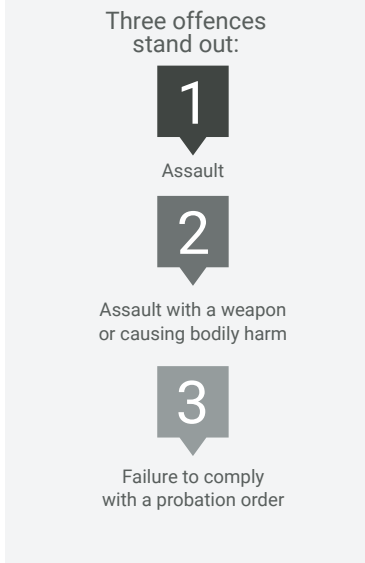 Three offences
stand out:
1
Assault
2
Assault with a weapon
or causing bodily harm
3
Failure to comply
with a probation order